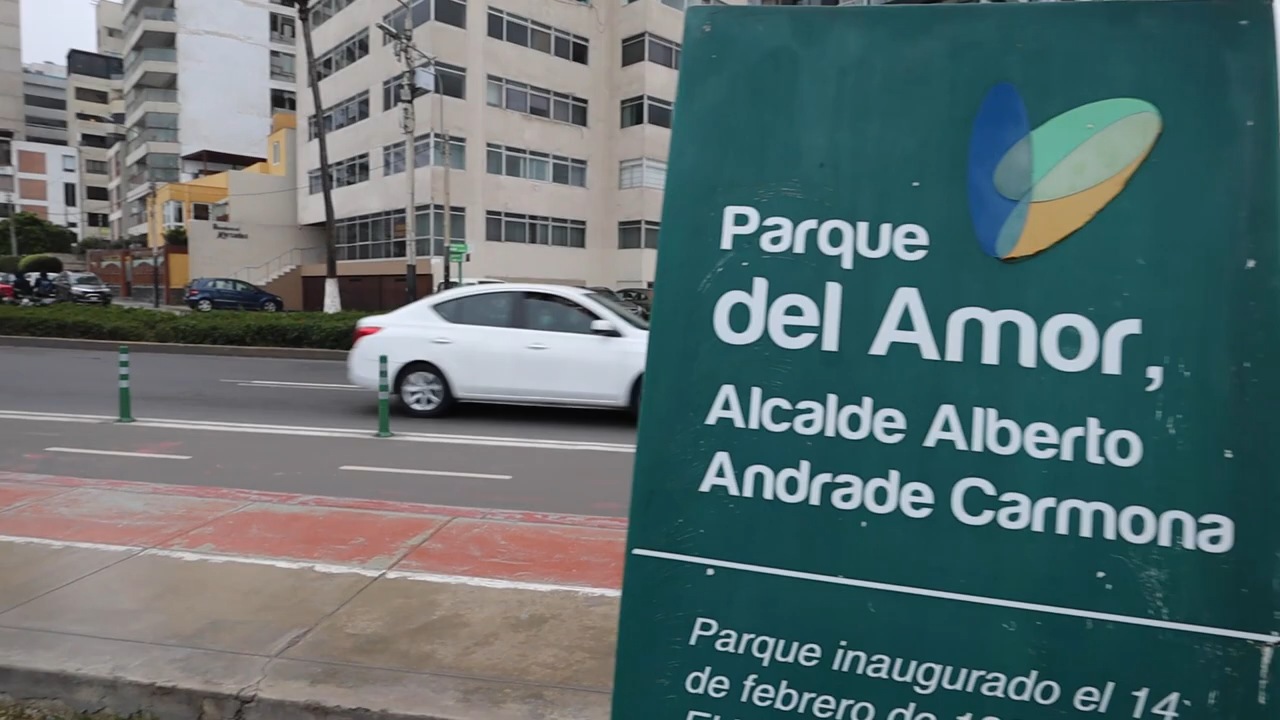 Parque
del Amor,
Alcalde Alberto
Andrade Carmona
Parque inaugurado el 14
de febrero de